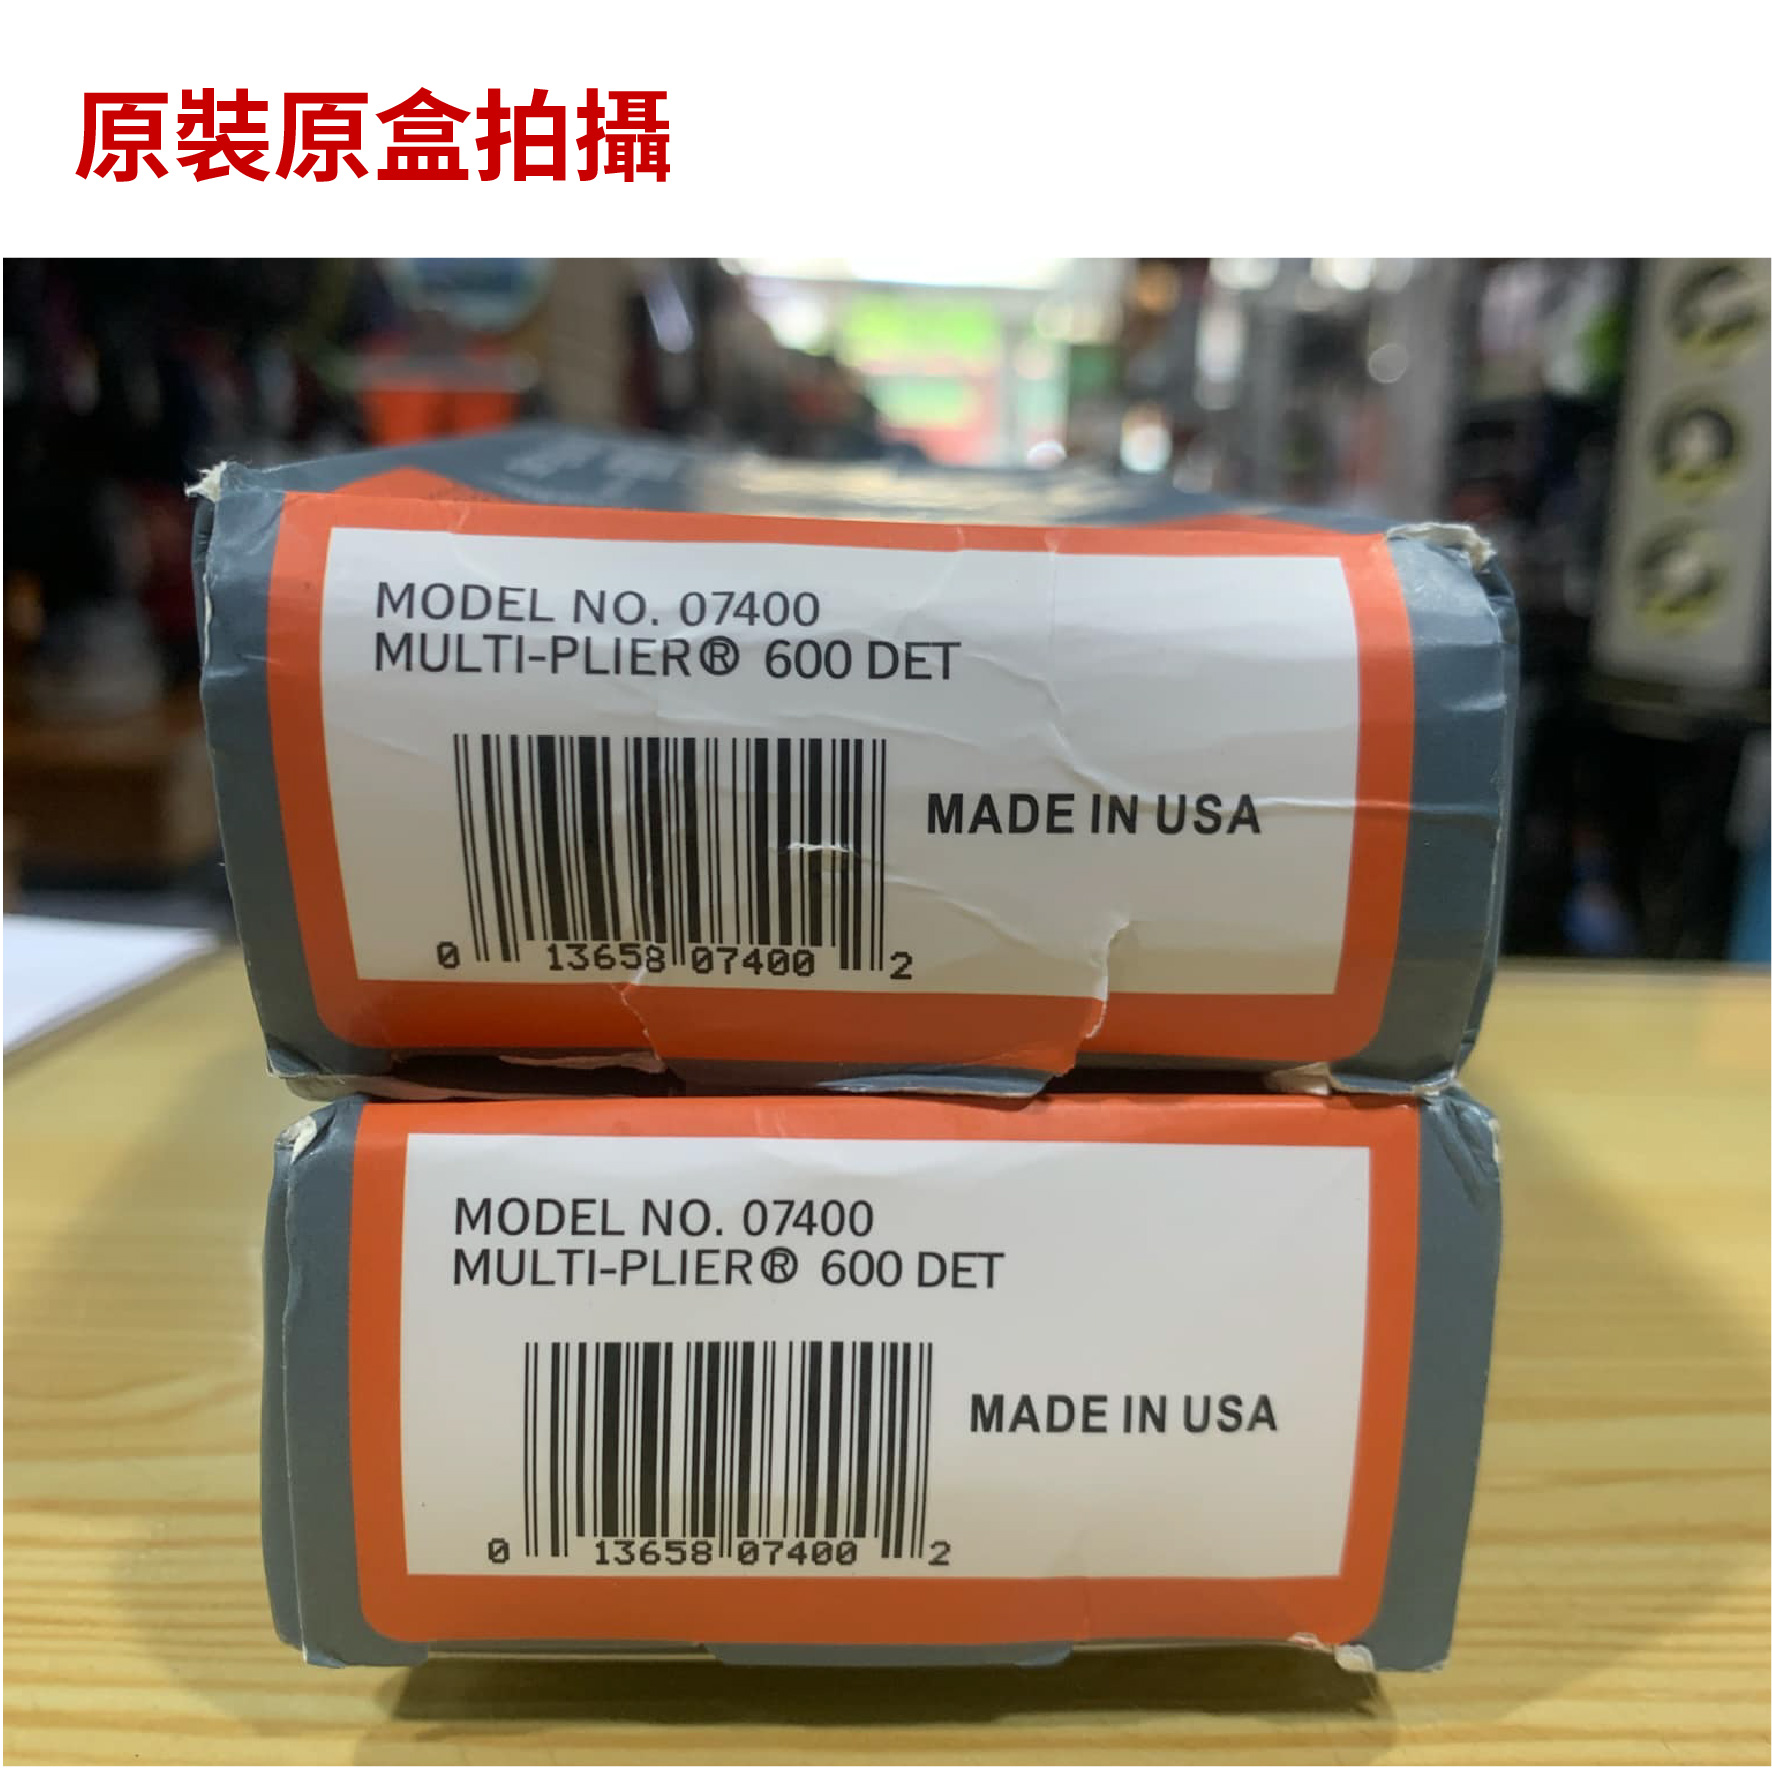 原裝原盒拍攝
MODEL NO. 07400
MULTI-PLIER® 600 DET
MADE IN USA
0 13658 07400 2
MODEL NO. 07400
MULTI-PLIER® 600 DET
MADE IN USA
0 13658 07400 2